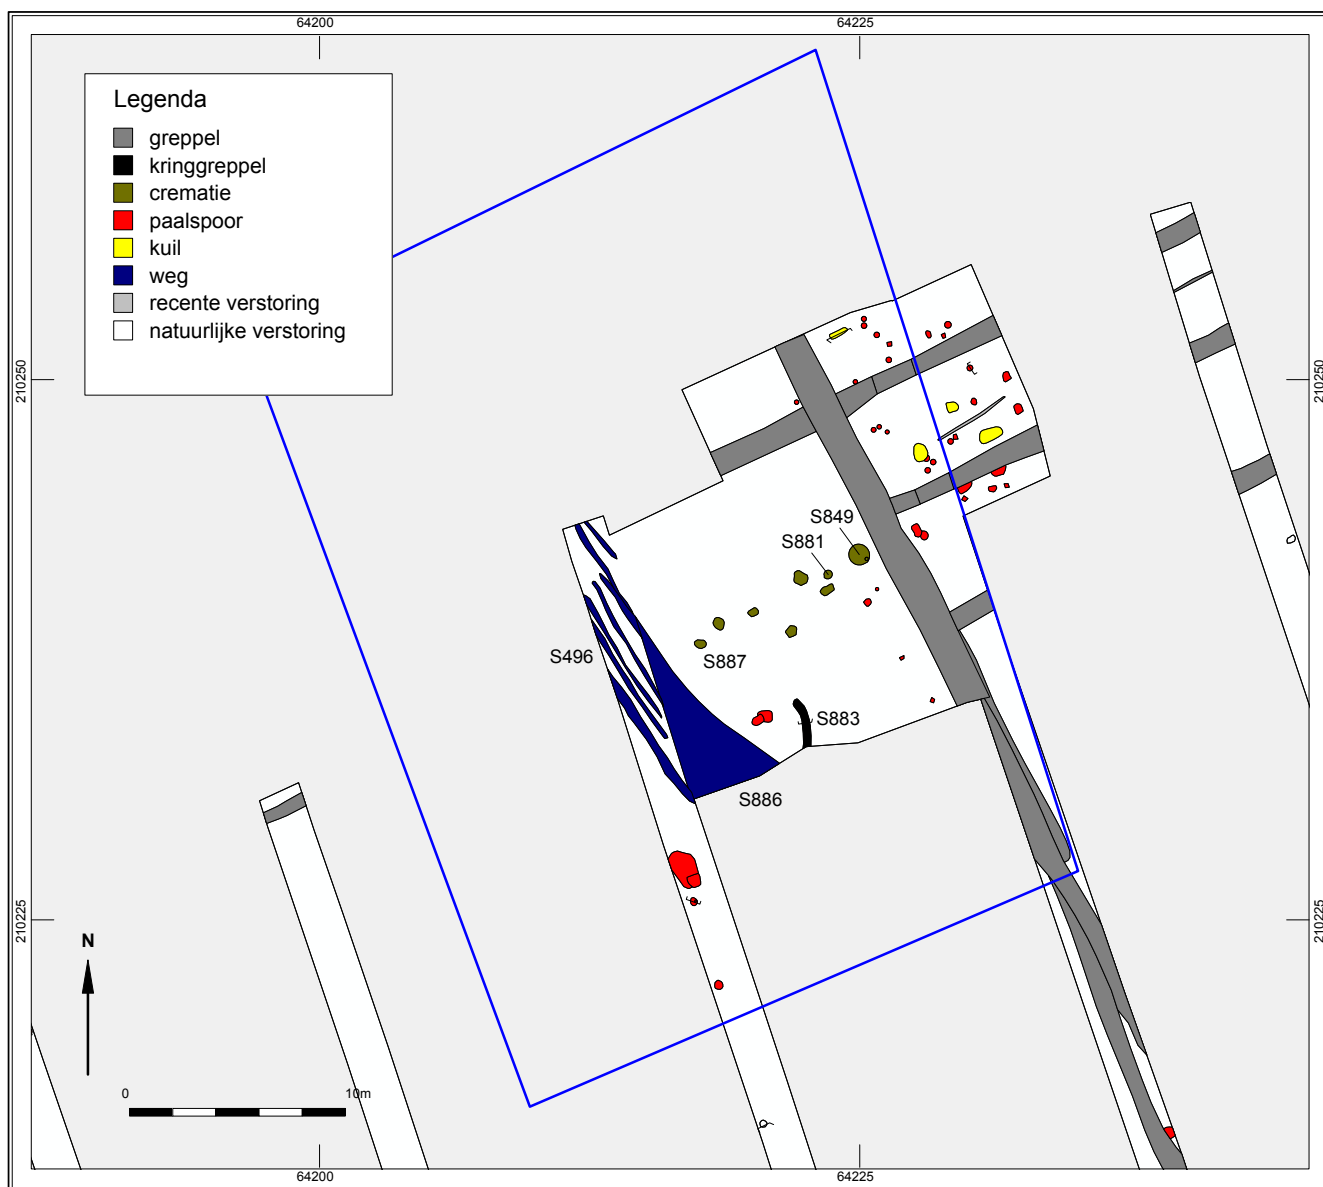 64200
64225
Legenda
greppel
kringgreppel
crematie
paalspoor
kuil
weg
recente verstoring
natuurlijke verstoring
210250
210250
S849
S881
S496
S887
S883
S886
210225
210225
N
0
10m
64200
64225